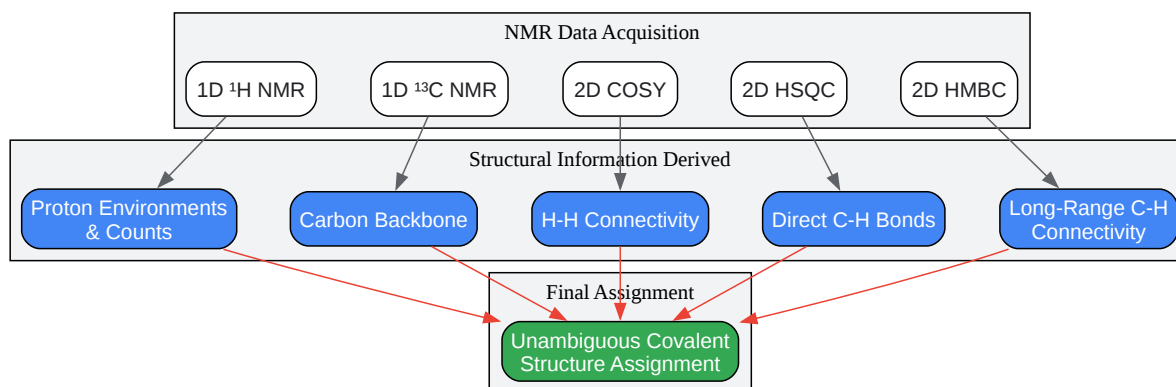 NMR Data Acquisition
1D ¹H NMR
1D ¹³C NMR
2D COSY
2D HSQC
2D HMBC
Structural Information Derived
Proton Environments
& Counts
Carbon Backbone
H-H Connectivity
Direct C-H Bonds
Long-Range C-H
Connectivity
Final Assignment
Unambiguous Covalent
Structure Assignment